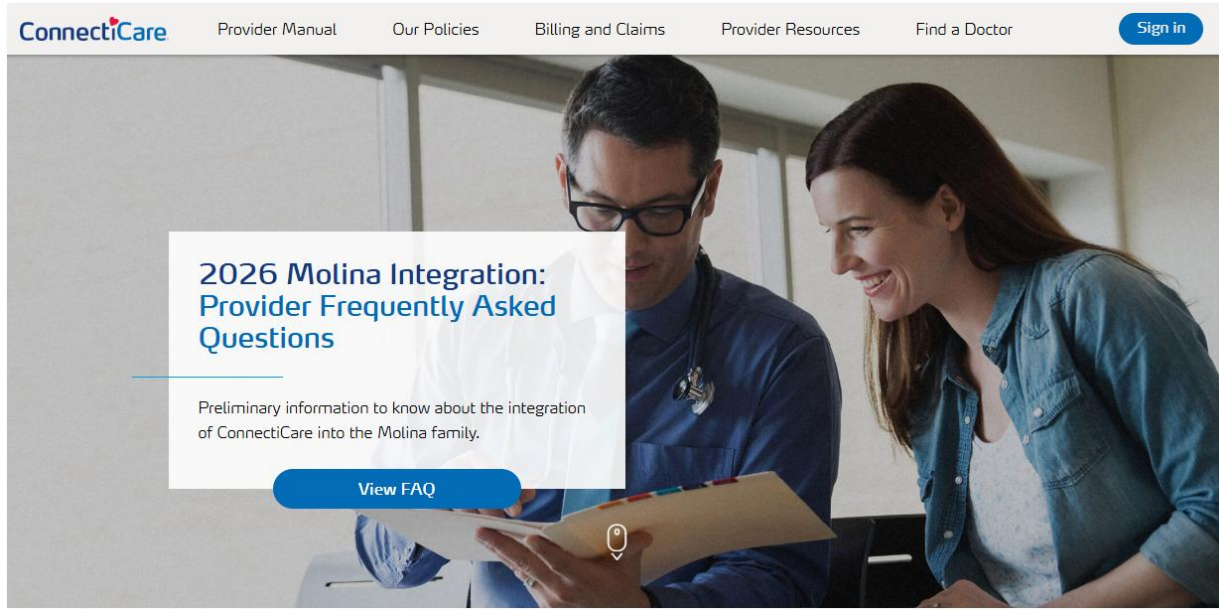 ConnectiCare
Provider Manual
Our Policies
Billing and Claims
Provider Resources
Find a Doctor
Sign in
2026 Molina Integration:
Provider Frequently Asked
Questions
Preliminary information to know about the integration
of ConnectiCare into the Molina family.
View FAQ